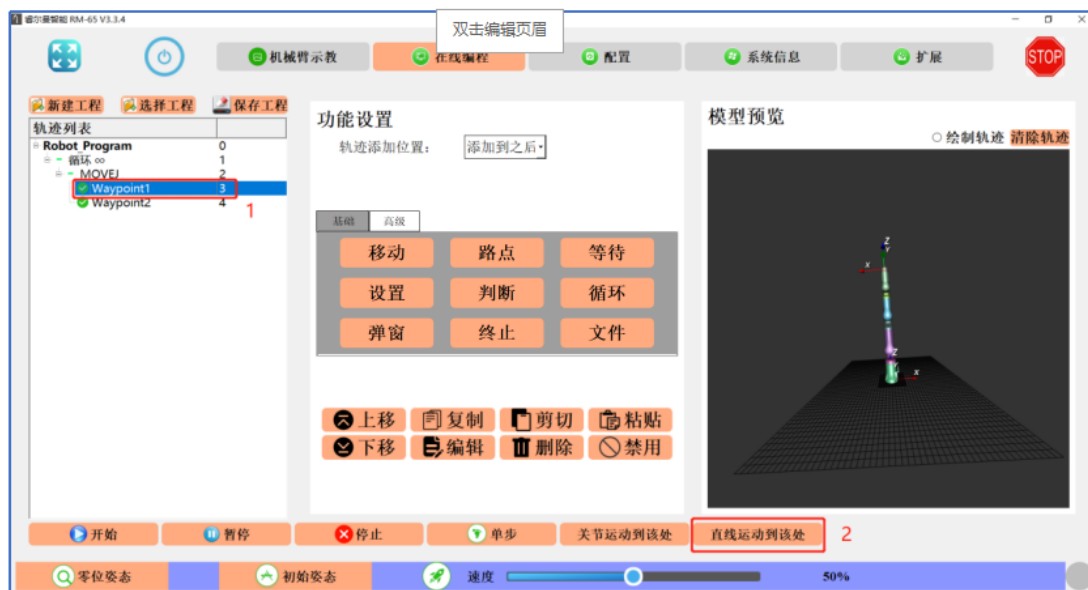 睿尔曼智能 RM-65 V3.3.4
双击编辑页眉
机械臂示教
在线编程
配置
系统信息
扩展
STOP
新建工程 选择工程 保存工程
轨迹列表
Robot_Program 0
循环 ∞ 1
MOVEJ 2
Waypoint1 3
Waypoint2 4
1
功能设置
轨迹添加位置： 添加到之后
基础 高级
移动 路点 等待
设置 判断 循环
弹窗 终止 文件
上移 复制 剪切 粘贴
下移 编辑 删除 禁用
模型预览
绘制轨迹 清除轨迹
Z
Y
X
Z
X
开始 暂停 停止 单步 关节运动到该处 直线运动到该处 2
零位姿态 初始姿态 速度 50%